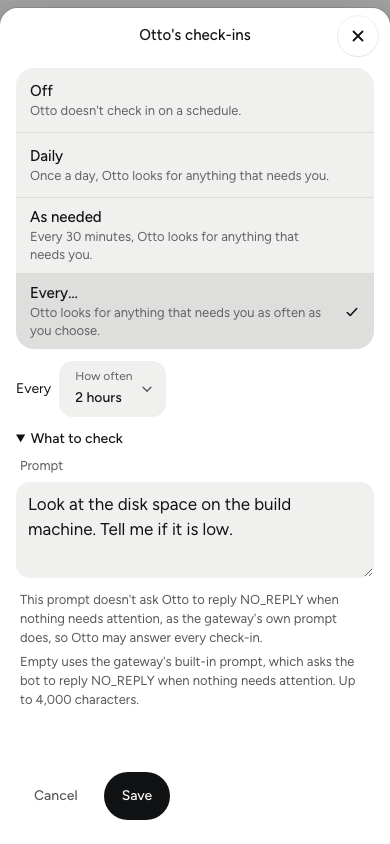 Otto's check-ins
Off
Otto doesn't check in on a schedule.
Daily
Once a day, Otto looks for anything that needs you.
As needed
Every 30 minutes, Otto looks for anything that
needs you.
Every…
Otto looks for anything that needs you as often as
you choose.
Every
How often
2 hours
What to check
Prompt
Look at the disk space on the build
machine. Tell me if it is low.
This prompt doesn't ask Otto to reply NO_REPLY when
nothing needs attention, as the gateway's own prompt
does, so Otto may answer every check-in.
Empty uses the gateway's built-in prompt, which asks the
bot to reply NO_REPLY when nothing needs attention. Up
to 4,000 characters.
Cancel
Save